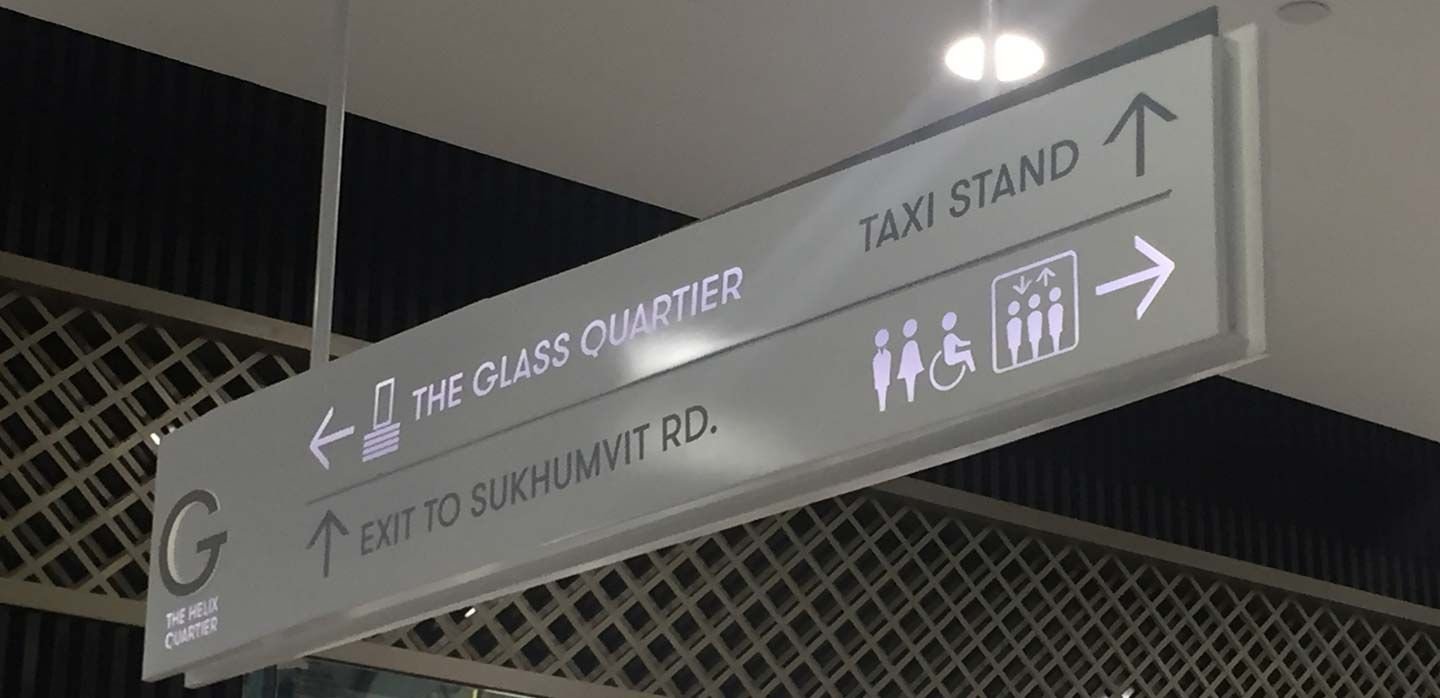 THE GLASS QUARTIER
TAXI STAND
EXIT TO SUKHUMVIT RD.
G
THE HELIX
QUARTIER